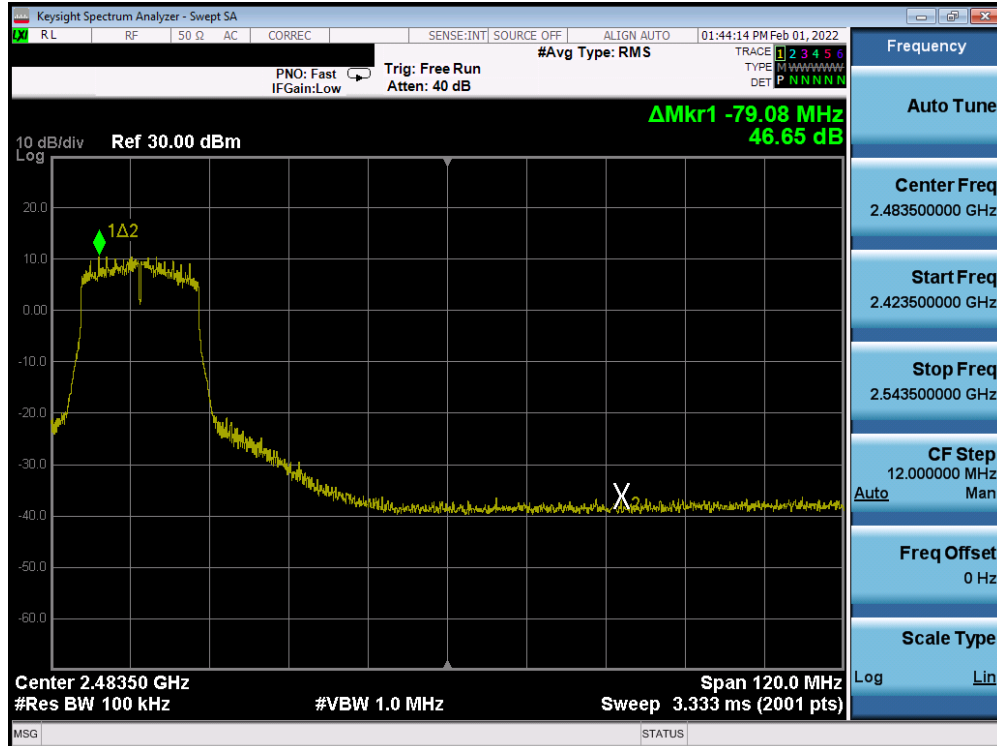 Keysight Spectrum Analyzer - Swept SA
LXI RL RF 50 Ω AC CORREC SENSE:INT SOURCE OFF ALIGN AUTO 01:44:14 PM Feb 01, 2022
#Avg Type: RMS
TRACE 1 2 3 4 5 6
PNO: Fast Trig: Free Run
TYPE M W W W W W
IFGain:Low Atten: 40 dB
DET P N N N N N
ΔMkr1 -79.08 MHz
46.65 dB
10 dB/div Ref 30.00 dBm
Log
20.0
1Δ2
10.0
0.00
-10.0
-20.0
-30.0
X2
-40.0
-50.0
-60.0
Center 2.48350 GHz Span 120.0 MHz
#Res BW 100 kHz #VBW 1.0 MHz Sweep 3.333 ms (2001 pts)
MSG STATUS
Frequency
Auto Tune
Center Freq
2.483500000 GHz
Start Freq
2.423500000 GHz
Stop Freq
2.543500000 GHz
CF Step
12.000000 MHz
Auto Man
Freq Offset
0 Hz
Scale Type
Log Lin